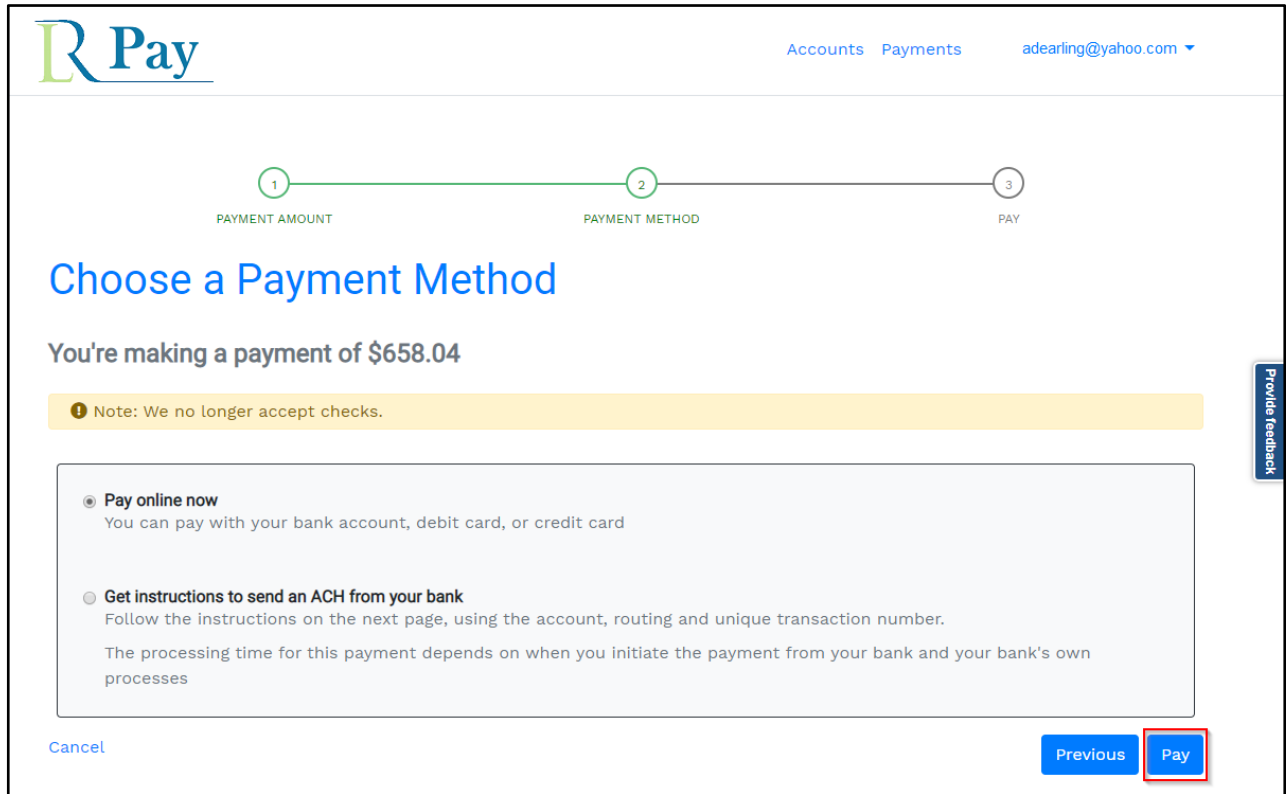 LR Pay
Accounts Payments adearling@yahoo.com
1 2 3
PAYMENT AMOUNT PAYMENT METHOD PAY
Choose a Payment Method
You're making a payment of $658.04
Note: We no longer accept checks.
Provide feedback
Pay online now
You can pay with your bank account, debit card, or credit card
Get instructions to send an ACH from your bank
Follow the instructions on the next page, using the account, routing and unique transaction number.
The processing time for this payment depends on when you initiate the payment from your bank and your bank's own
processes
Cancel
Previous Pay